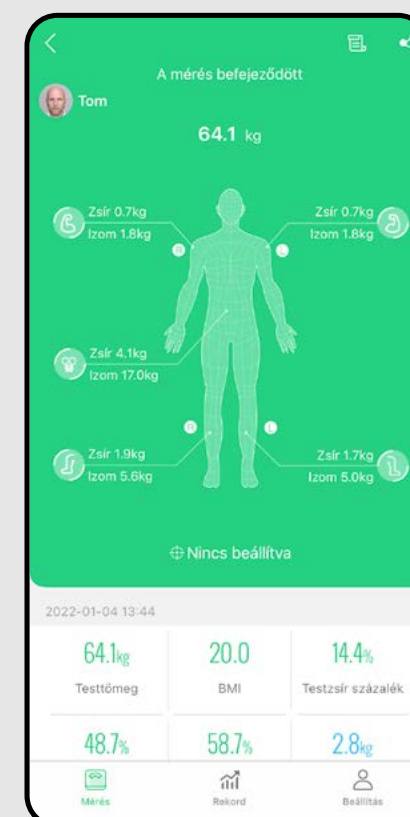 A mérés befejeződött
Tom
64.1 kg
Zsír 0.7kg
Izom 1.8kg
Zsír 0.7kg
Izom 1.8kg
R
L
Zsír 4.1kg
Izom 17.0kg
R
L
Zsír 1.9kg
Izom 5.6kg
Zsír 1.7kg
Izom 5.0kg
Nincs beállítva
2022-01-04 13:44
64.1kg
20.0
14.4%
Testtömeg
BMI
Testzsír százalék
48.7%
58.7%
2.8kg
Mérés
Rekord
Beállítás